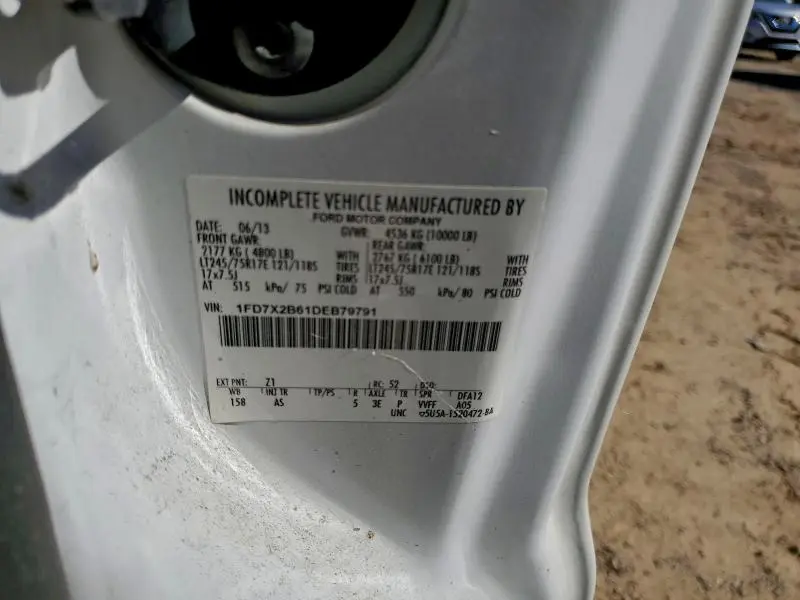 INCOMPLETE VEHICLE MANUFACTURED BY
FORD MOTOR COMPANY
DATE: 06/13 GVWR: 4536 KG (10000 LB)
FRONT GAWR: REAR GAWR:
2177 KG ( 4800 LB) WITH 2767 KG ( 6100 LB) WITH
LT245/75R17E 121/118S TIRES LT245/75R17E 121/118S TIRES
17x7.5J RIMS 17x7.5J RIMS
AT 515 kPa/ 75 PSI COLD AT 550 kPa/ 80 PSI COLD
VIN: 1FD7X2B61DEB79791
EXT PNT: Z1 RC: 52 DSO:
WB INT TR TP/PS R AXLE TR SPR DFA12
158 AS 5 3E P VVFF A05
UNC 5U5A-1520472-BA